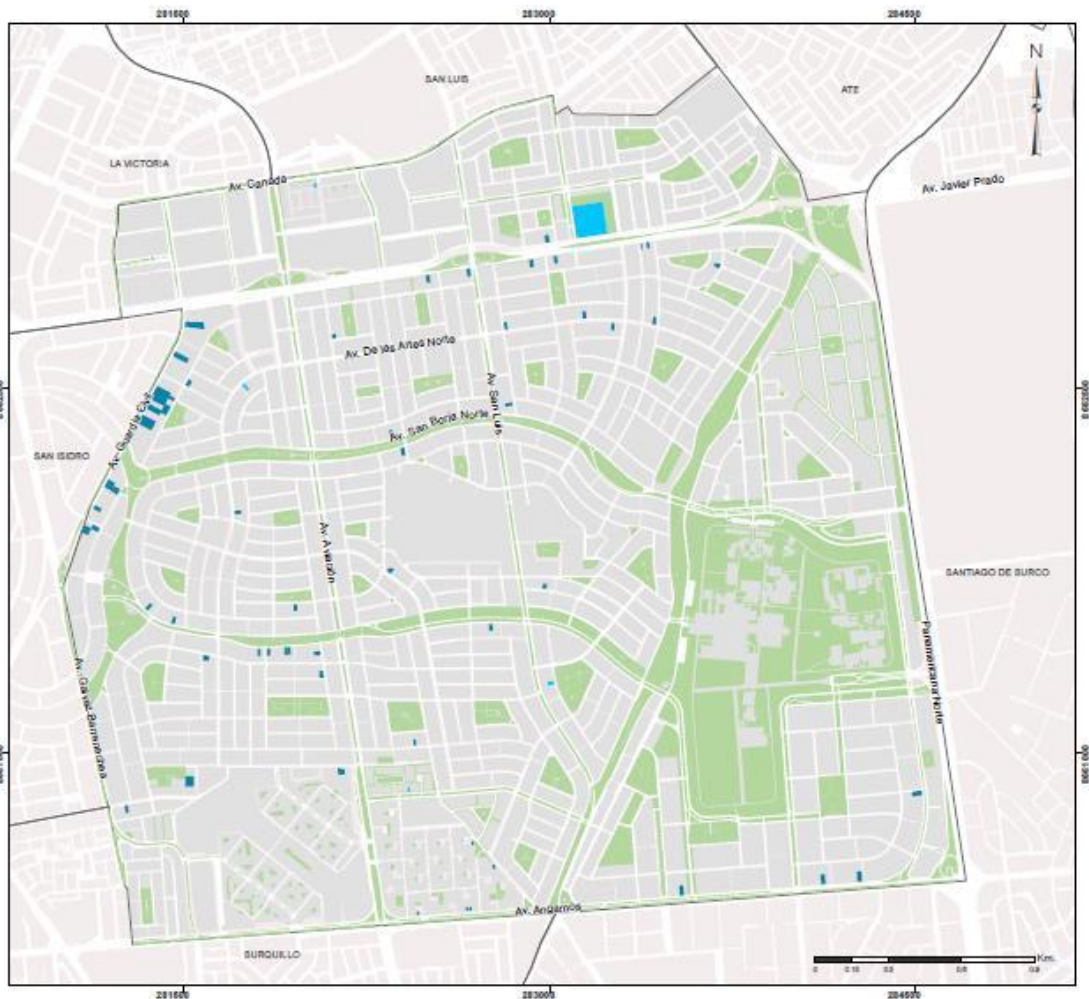 281500 283000 284500
SAN LUIS
ATE
N
LA VICTORIA
Av. Canadá
Av. Javier Prado
Av. De las Artes Norte
Av. San Luis
Av. San Borja Norte
Av. Guardia Civil
SAN ISIDRO
Av. Aviación
SANTIAGO DE SURCO
Panamericana Norte
Av. Galvez Barrenechea
Av. Angamos
SURQUILLO
Km.
281500 283000 284500